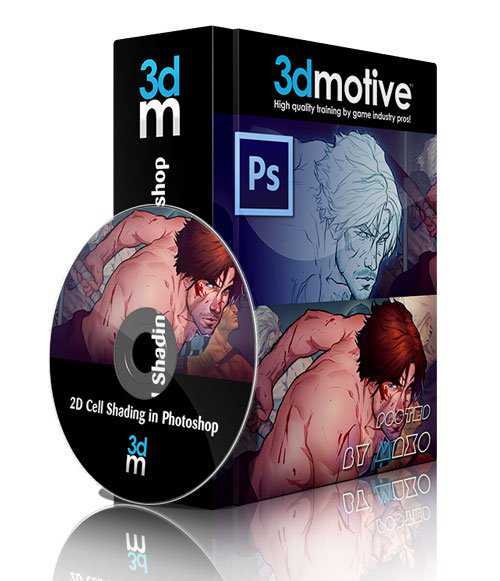 3d
m
3dmotive
High quality training by game industry pros!
Ps
shop
l Shadin
2D Cell Shading in Photoshop
3d
m
POSTED
BY MAXO